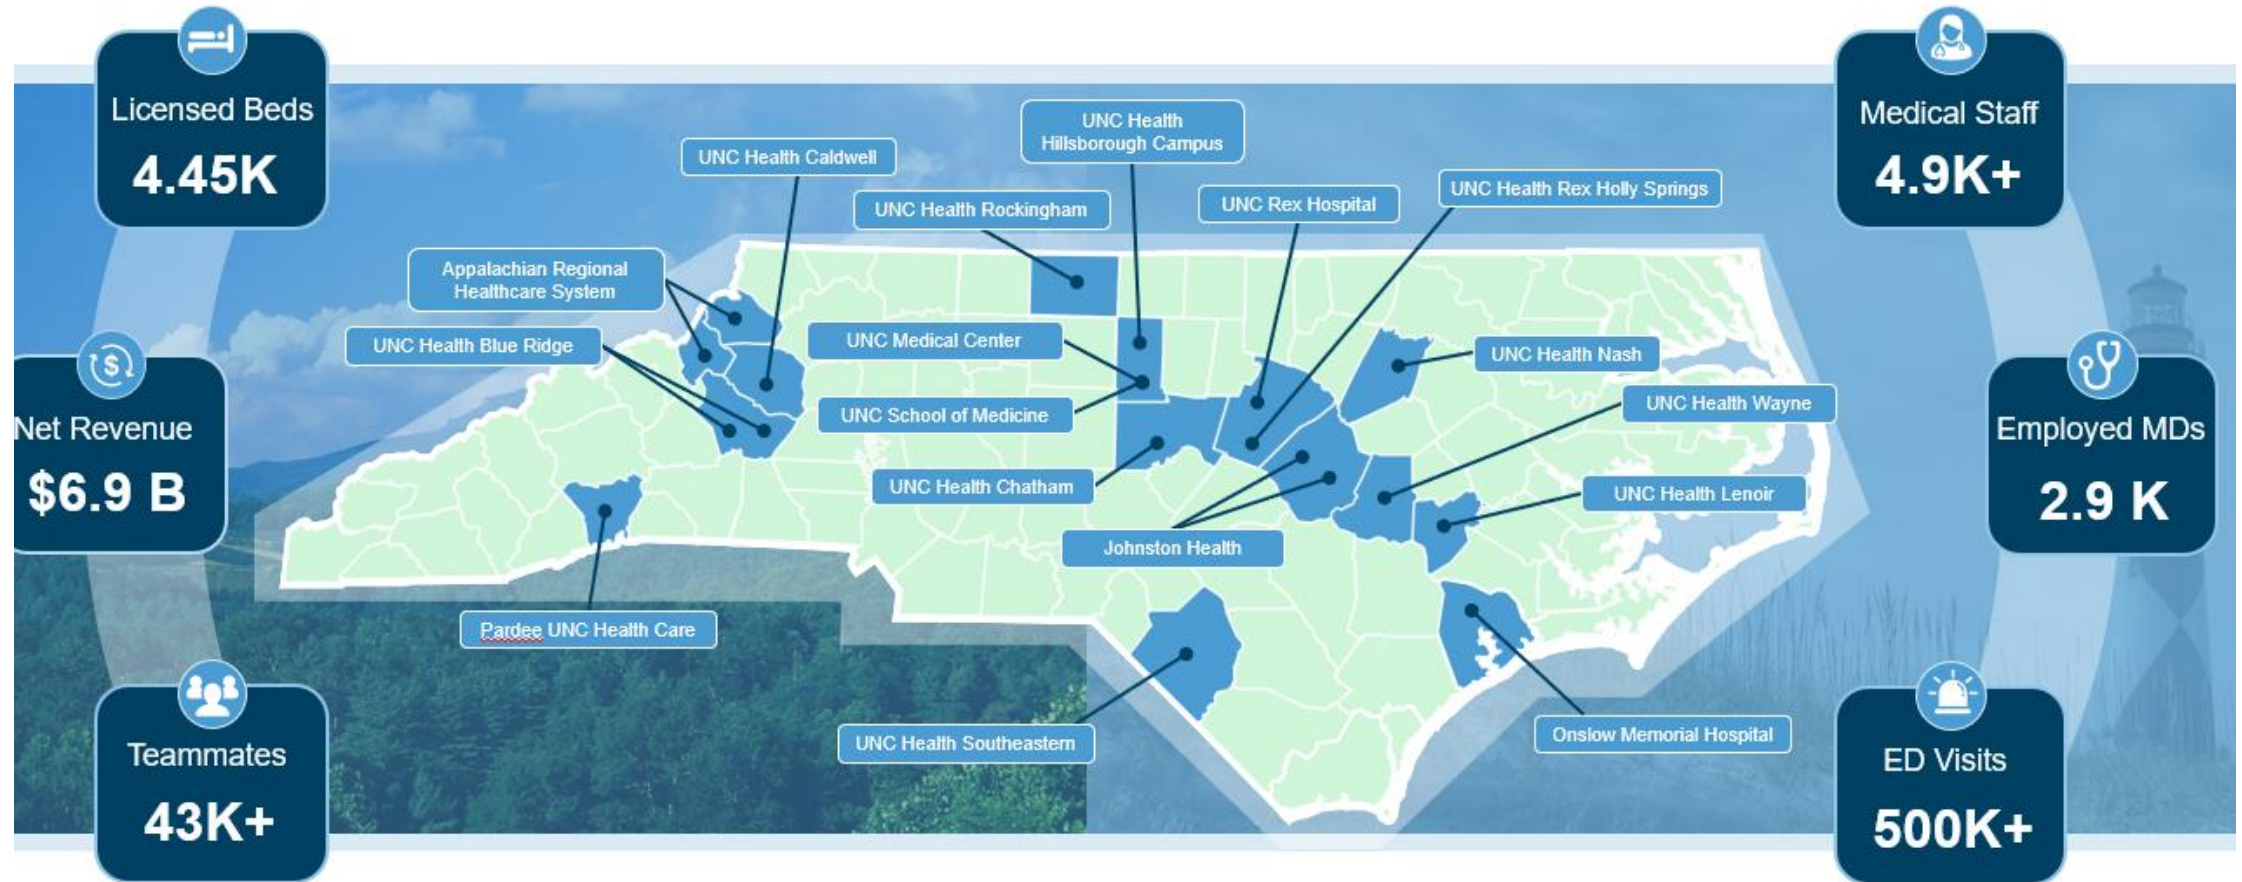 Licensed Beds
4.45K
Net Revenue
$6.9 B
Teammates
43K+
UNC Health Caldwell
UNC Health
Hillsborough Campus
UNC Health Rockingham
UNC Rex Hospital
UNC Health Rex Holly Springs
Appalachian Regional
Healthcare System
UNC Health Blue Ridge
UNC Medical Center
UNC Health Nash
UNC School of Medicine
UNC Health Wayne
UNC Health Chatham
UNC Health Lenoir
Johnston Health
Pardee UNC Health Care
UNC Health Southeastern
Onslow Memorial Hospital
Medical Staff
4.9K+
Employed MDs
2.9 K
ED Visits
500K+